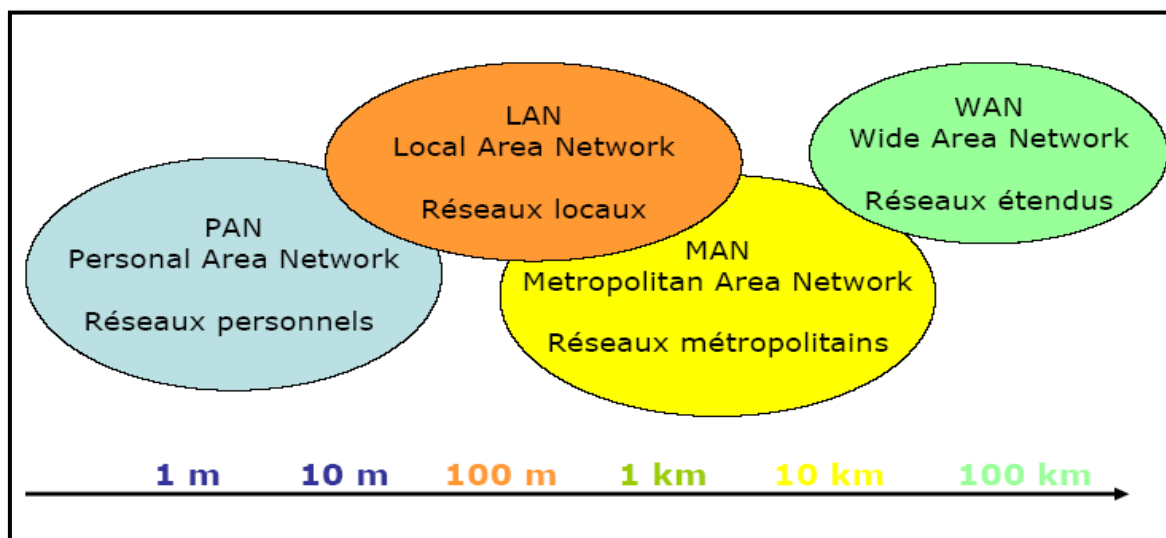 PAN
Personal Area Network
Réseaux personnels
LAN
Local Area Network
Réseaux locaux
MAN
Metropolitan Area Network
Réseaux métropolitains
WAN
Wide Area Network
Réseaux étendus
1 m 10 m 100 m 1 km 10 km 100 km